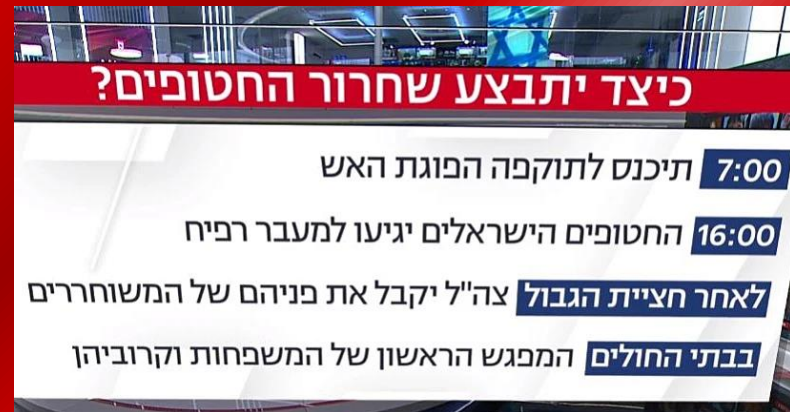 כיצד יתבצע שחרור החטופים?
7:00 תיכנס לתוקפה הפוגת האש
16:00 החטופים הישראלים יגיעו למעבר רפיח
לאחר חציית הגבול צה"ל יקבל את פניהם של המשוחררים
בבתי החולים המפגש הראשון של המשפחות וקרוביהן